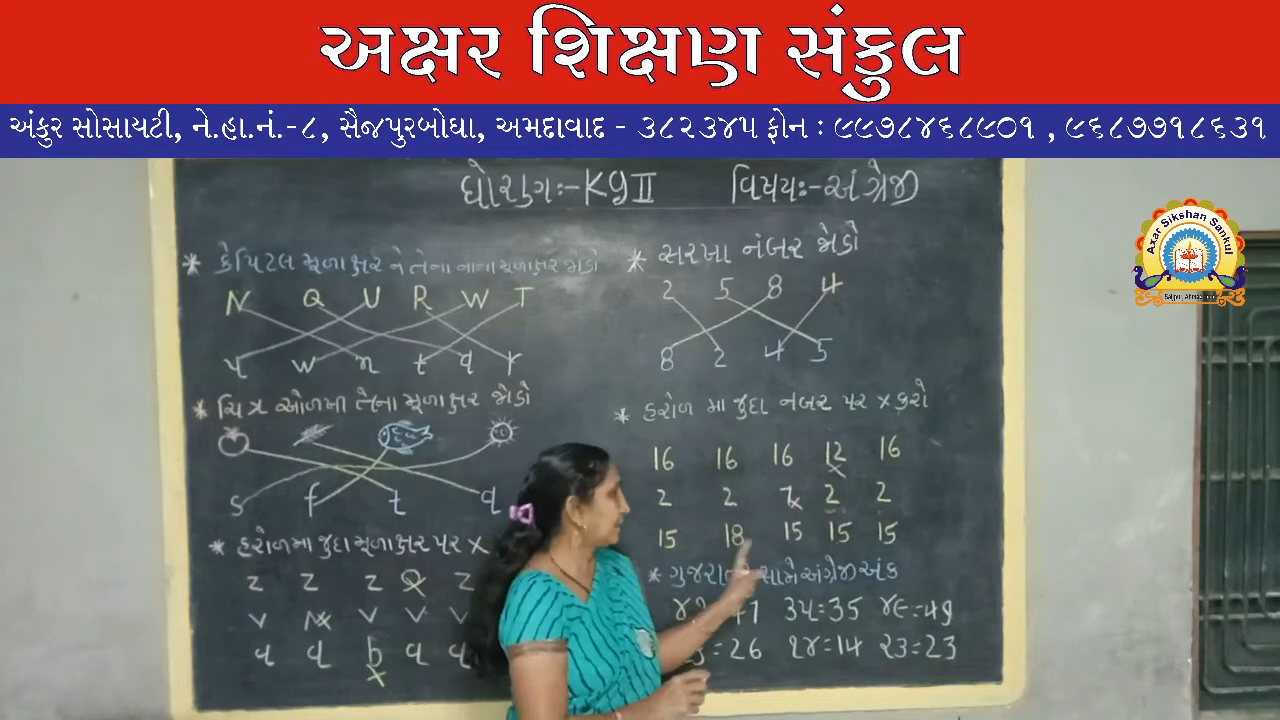 અક્ષર શિક્ષણ સંકુલ
અંકુર સોસાયટી, ને.હા.નં.-૮, સૈજપુરબોઘા, અમદાવાદ - ૩૮૨૩૪૫ ફોન : ૯૯૭૮૪૬૮૯૦૧ , ૯૬૮૭૭૧૮૬૩૧
Axar Sikshan Sankul
ધોરણઃ-KGII વિષયઃ-અંગ્રેજી
* કેપિટલ મૂળાક્ષર ને તેના નાના મૂળાક્ષર જોડો
N Q U R W T
u w n t q r
* ચિત્ર ઓળખી તેના મૂળાક્ષર જોડો
s f t q
* હરોળમા જુદા મૂળાક્ષર પર X
z z z Q z
v v N v v
q q p q q
* સરખા નંબર જોડો
2 5 8 4
8 2 4 5
* હરોળ મા જુદા નંબર પર X કરો
16 16 16 12 16
2 2 7 2 2
15 18 15 15 15
* ગુજરાતી સામે અંગ્રેજી અંક
૩૫=35 ૪૯=49
=26 ૧૪=14 ૨૩=23